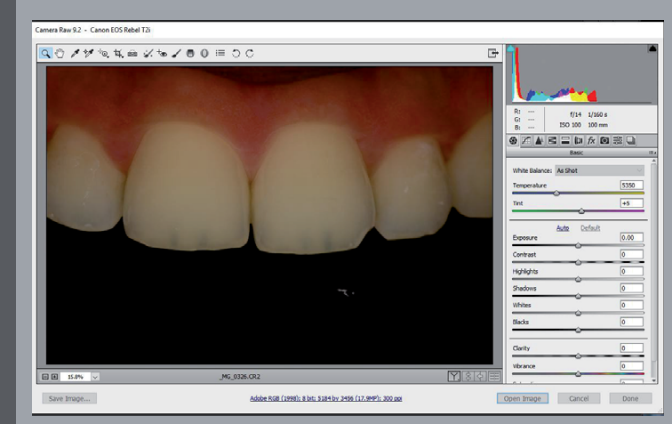 Camera Raw 9.2 - Canon EOS Rebel T2i
R: ---
G: ---
B: ---
f/14 1/160 s
ISO 100 100 mm
Basic
White Balance: As Shot
Temperature 5350
Tint +9
Auto Default
Exposure 0.00
Contrast 0
Highlights 0
Shadows 0
Whites 0
Blacks 0
Clarity 0
Vibrance 0
15.8% _MG_0326.CR2
Save Image... Adobe RGB (1998); 8 bit; 5184 by 3456 (17.9MP); 300 ppi Open Image Cancel Done